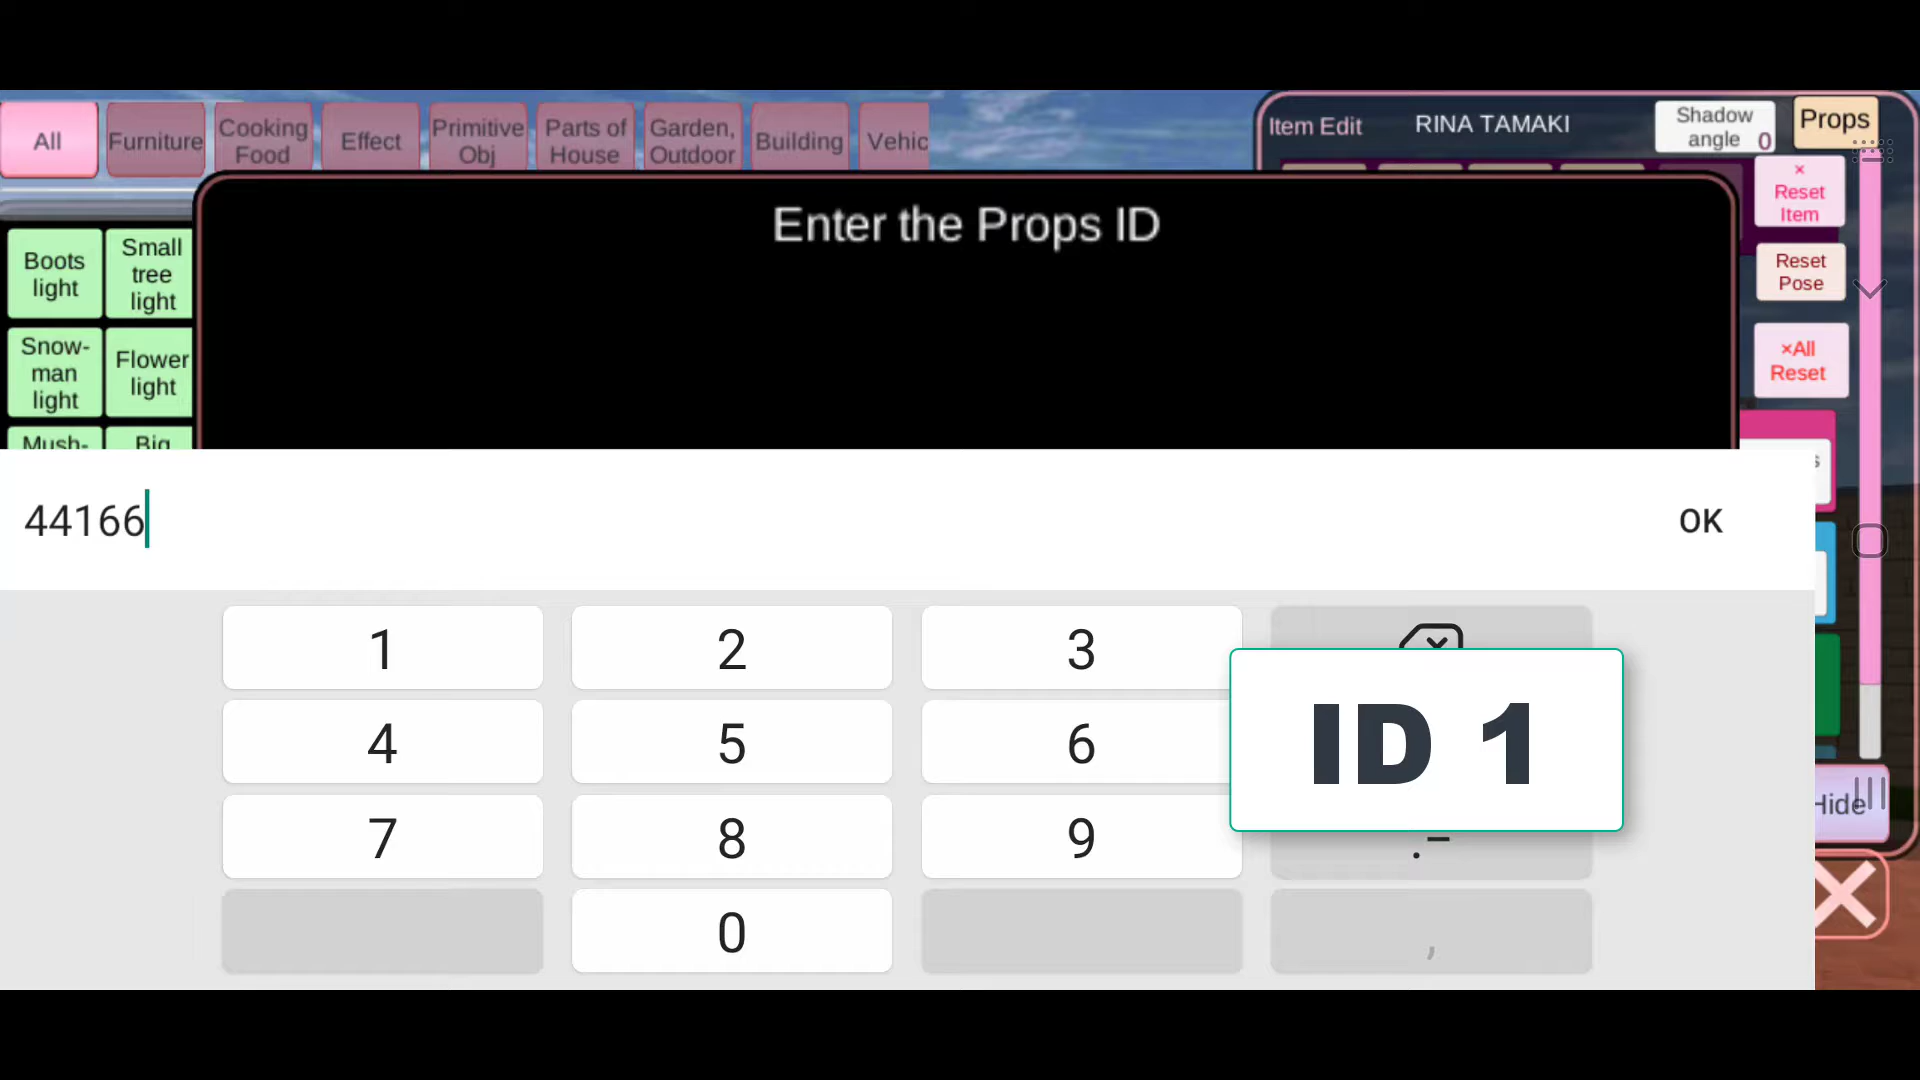 All
Furniture
Cooking
Food
Effect
Primitive
Obj
Parts of
House
Garden,
Outdoor
Building
Vehic
Item Edit
RINA TAMAKI
Shadow
angle 0
Props
×
Reset
Item
Reset
Pose
×All
Reset
Enter the Props ID
Boots
light
Small
tree
light
Snow-
man
light
Flower
light
Mush-
Big
44166
OK
1
2
3
4
5
6
ID 1
7
8
9
.-
0
,
Hide